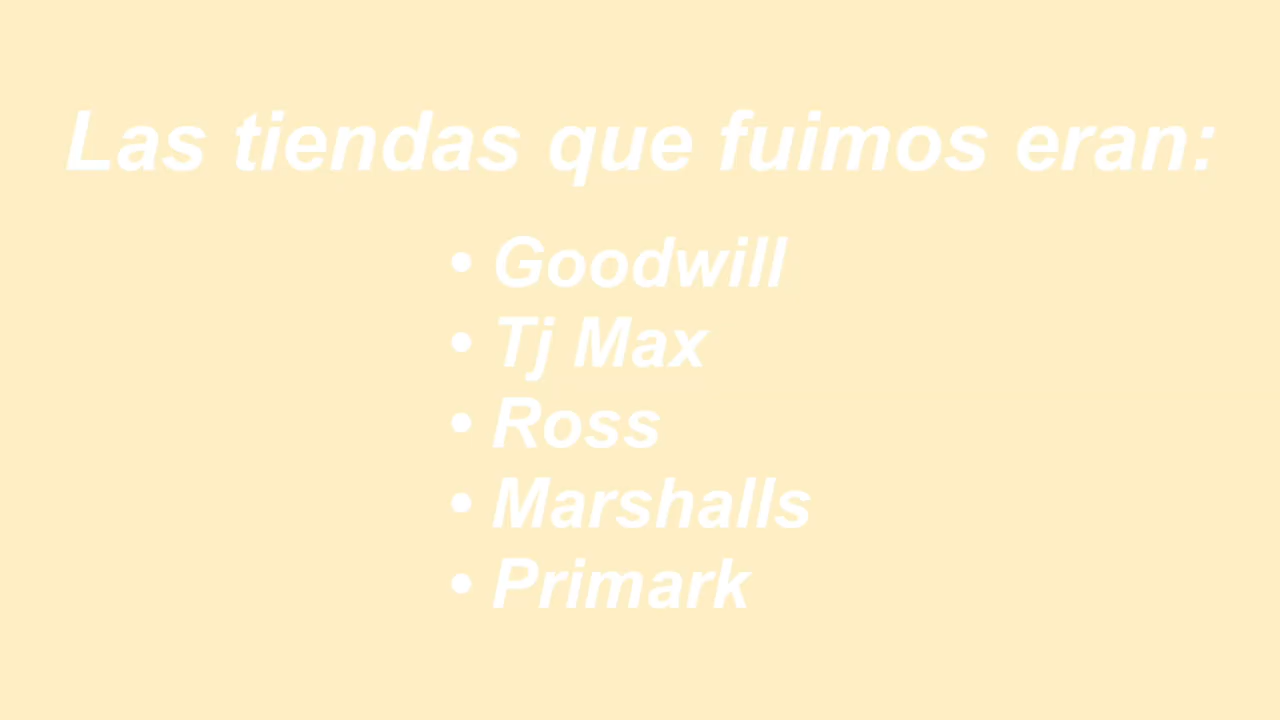 Las tiendas que fuimos eran:
• Goodwill
• Tj Max
• Ross
• Marshalls
• Primark